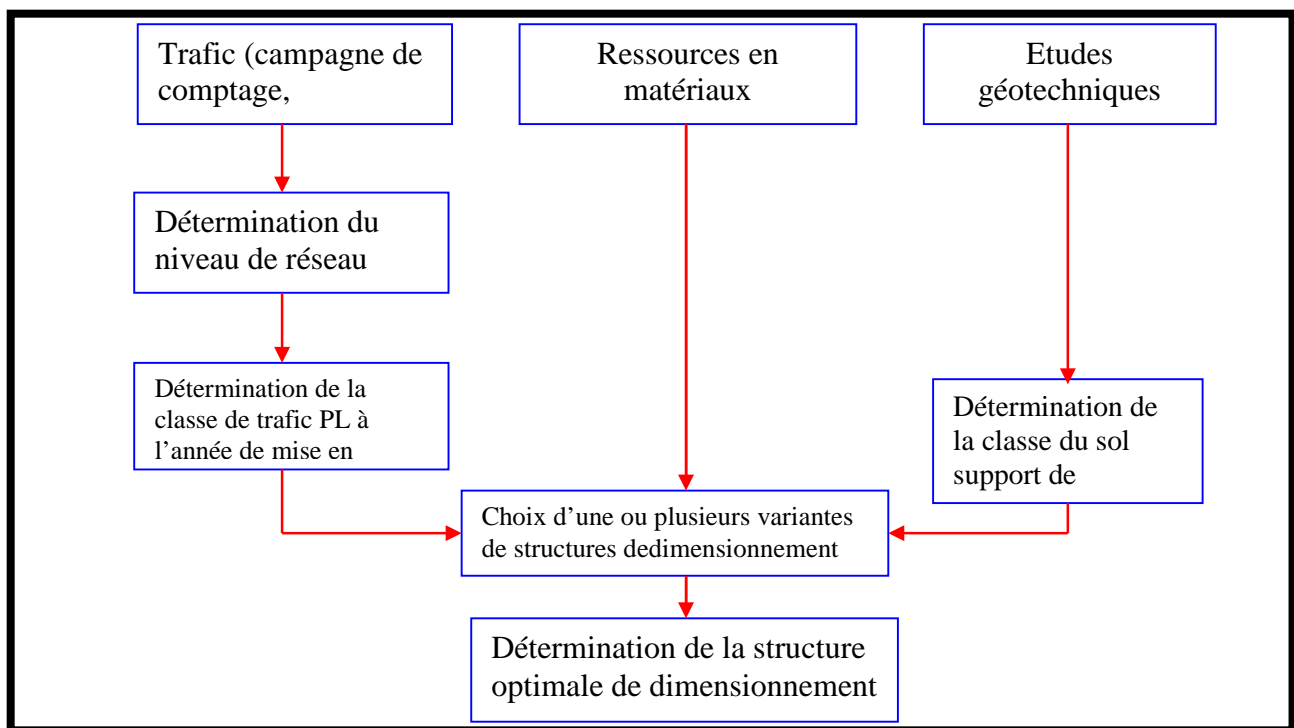 Trafic (campagne de
comptage,
Ressources en
matériaux
Etudes
géotechniques
Détermination du
niveau de réseau
Détermination de la
classe de trafic PL à
l’année de mise en
Détermination de
la classe du sol
support de
Choix d’une ou plusieurs variantes
de structures dedimensionnement
Détermination de la structure
optimale de dimensionnement